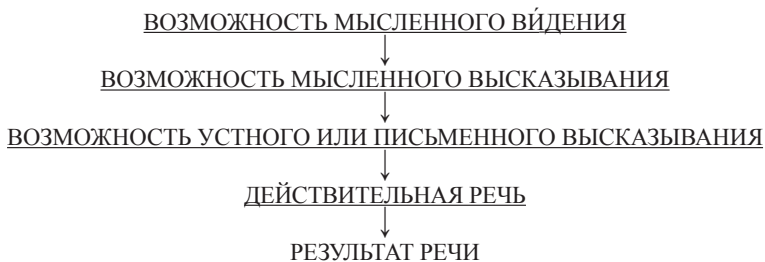 ВОЗМОЖНОСТЬ МЫСЛЕННОГО ВИ́ДЕНИЯ
ВОЗМОЖНОСТЬ МЫСЛЕННОГО ВЫСКАЗЫВАНИЯ
ВОЗМОЖНОСТЬ УСТНОГО ИЛИ ПИСЬМЕННОГО ВЫСКАЗЫВАНИЯ
ДЕЙСТВИТЕЛЬНАЯ РЕЧЬ
РЕЗУЛЬТАТ РЕЧИ